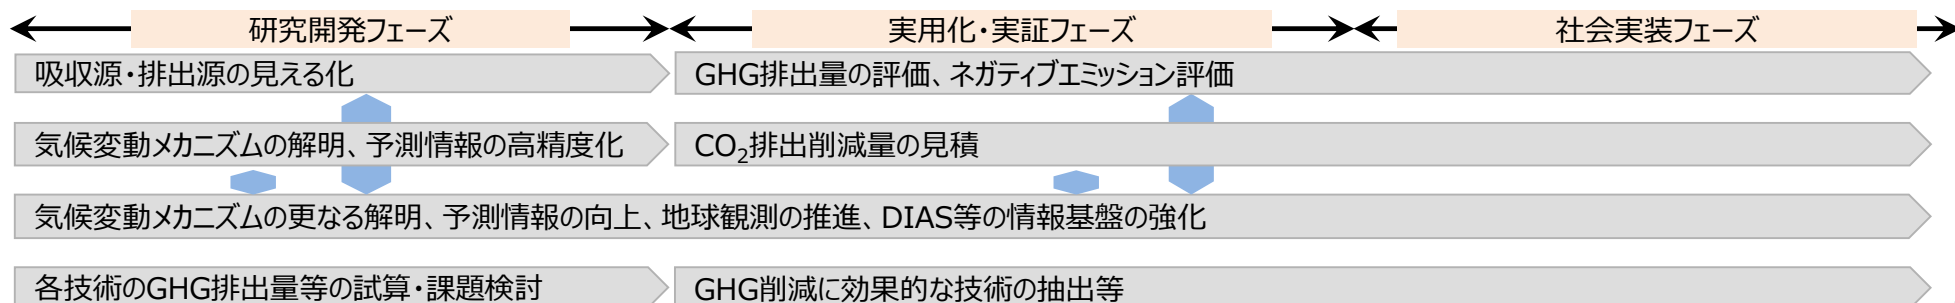 研究開発フェーズ
実用化・実証フェーズ
社会実装フェーズ
吸収源・排出源の見える化
GHG排出量の評価、ネガティブエミッション評価
気候変動メカニズムの解明、予測情報の高精度化
CO₂排出削減量の見積
気候変動メカニズムの更なる解明、予測情報の向上、地球観測の推進、DIAS等の情報基盤の強化
各技術のGHG排出量等の試算・課題検討
GHG削減に効果的な技術の抽出等